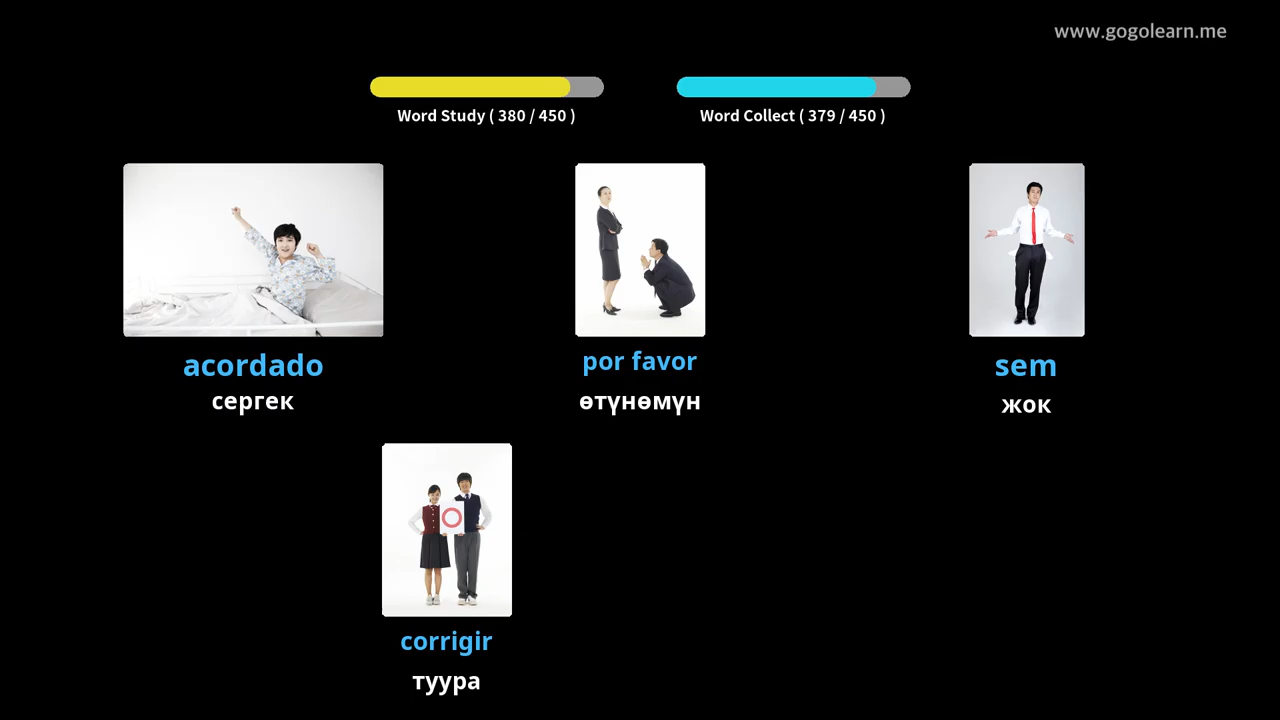 www.gogolearn.me
Word Study ( 380 / 450 )
Word Collect ( 379 / 450 )
acordado
сергек
por favor
өтүнөмүн
sem
жок
corrigir
туура